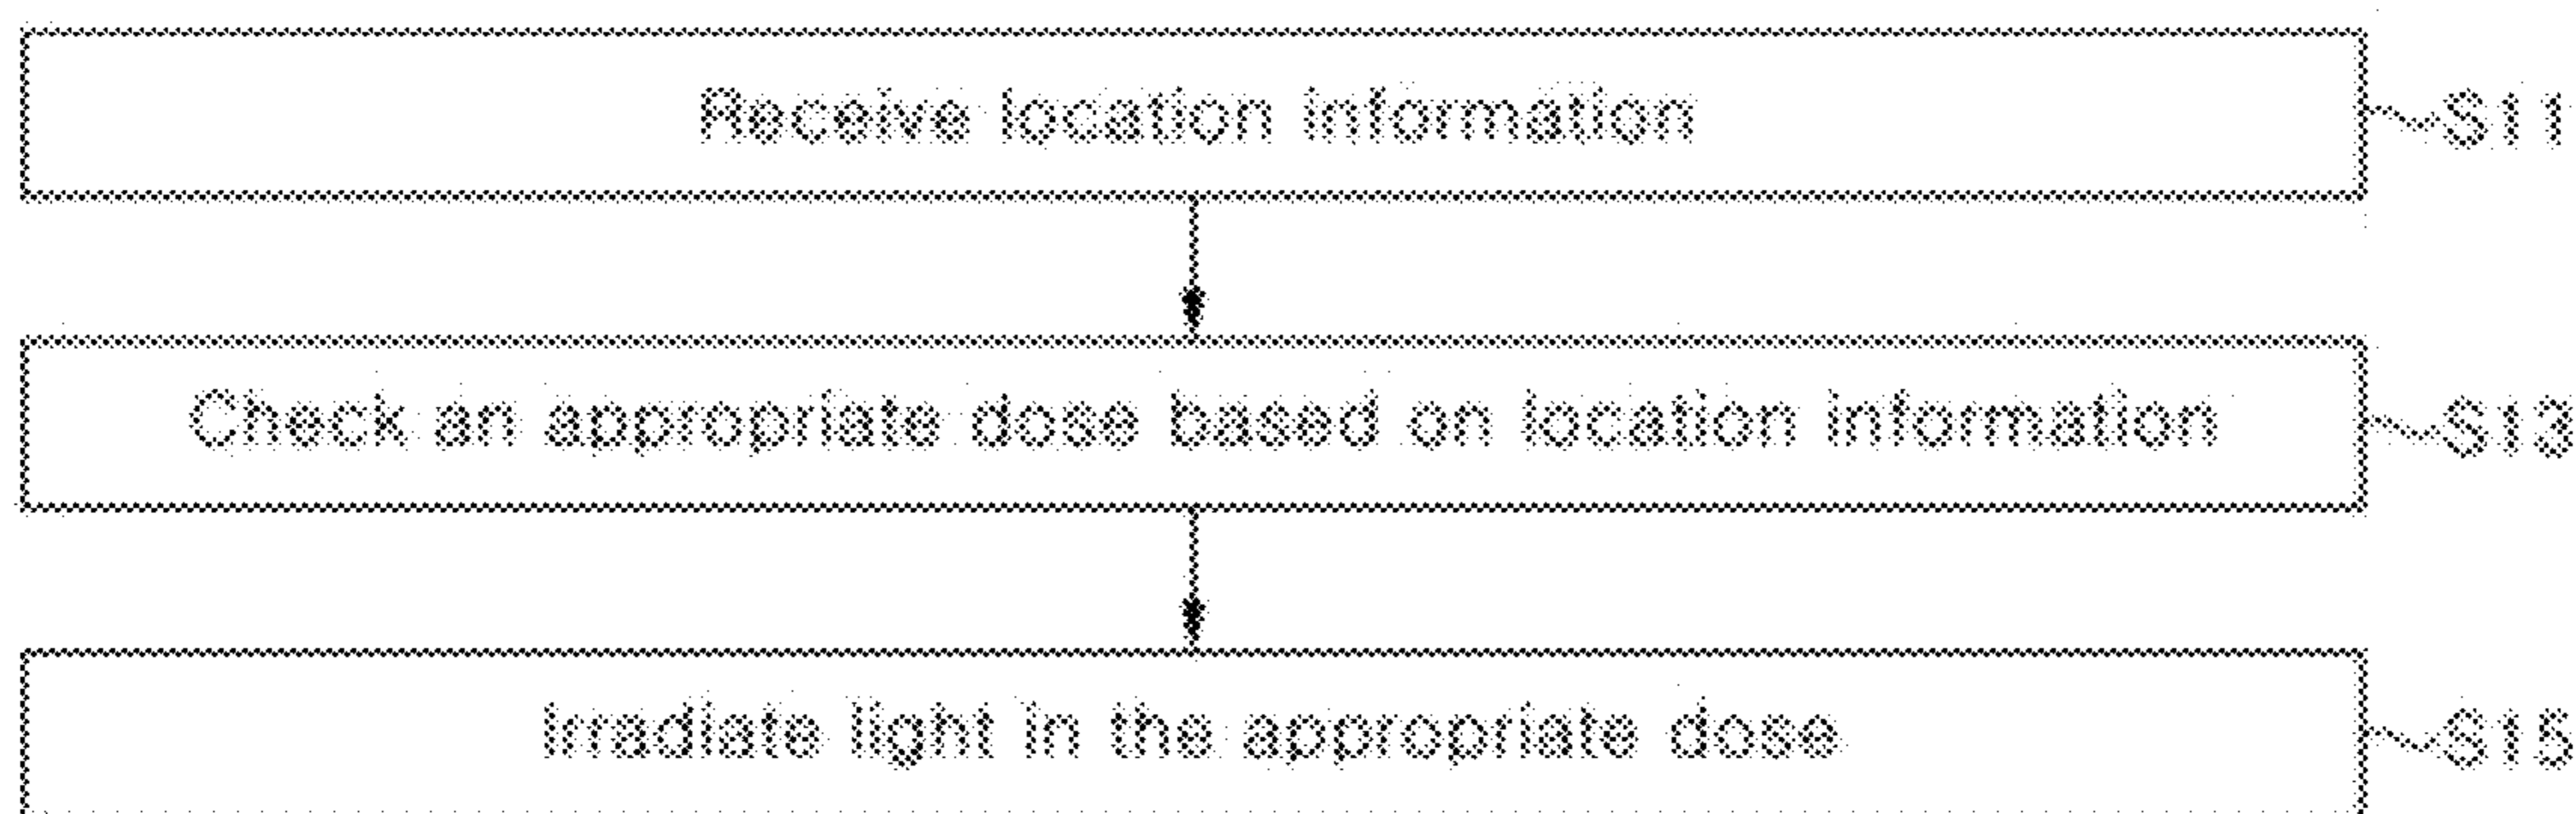 Receive location information S11
Check an appropriate dose based on location information S13
Irradiate light in the appropriate dose S15